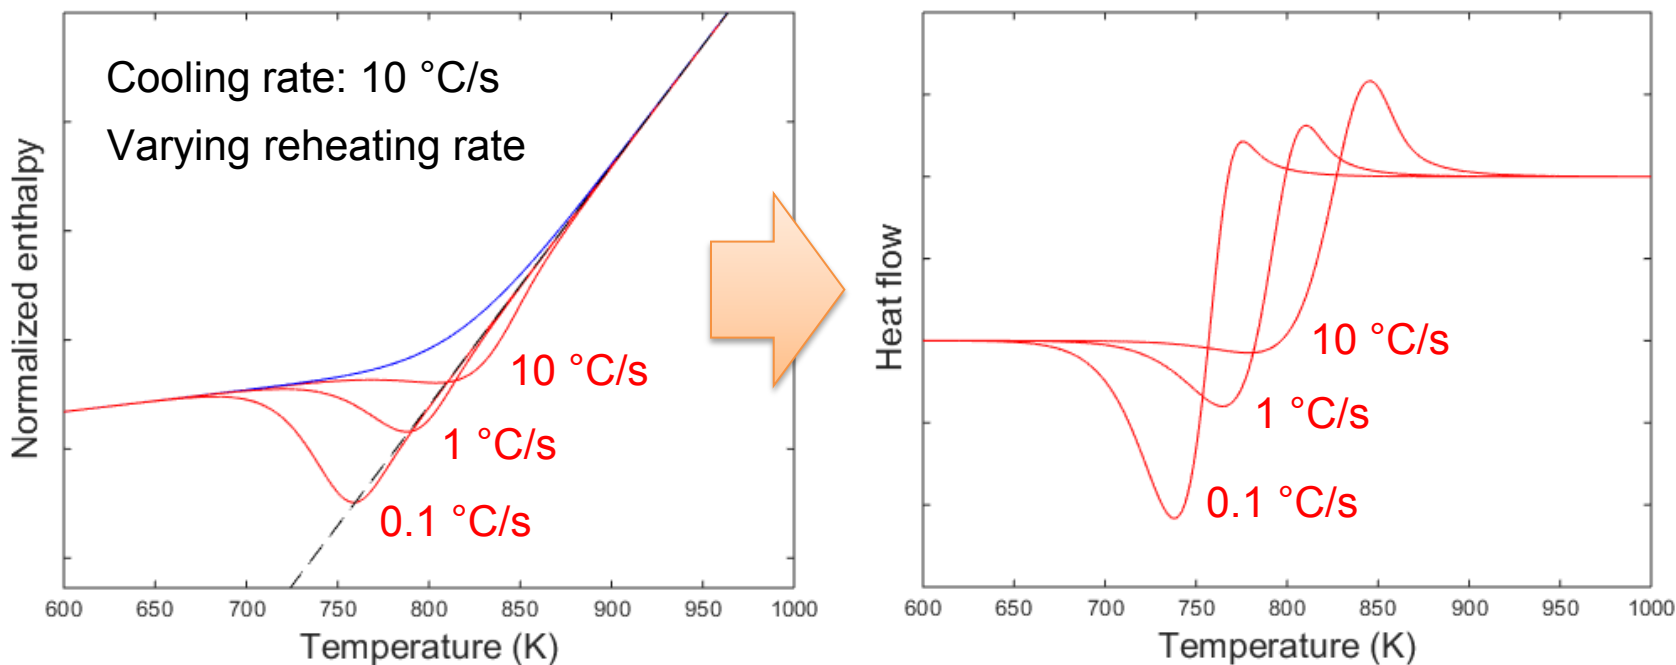 Cooling rate: 10 °C/s
Varying reheating rate
Normalized enthalpy
10 °C/s
1 °C/s
0.1 °C/s
600 650 700 750 800 850 900 950 1000
Temperature (K)
Heat flow
10 °C/s
1 °C/s
0.1 °C/s
600 650 700 750 800 850 900 950 1000
Temperature (K)